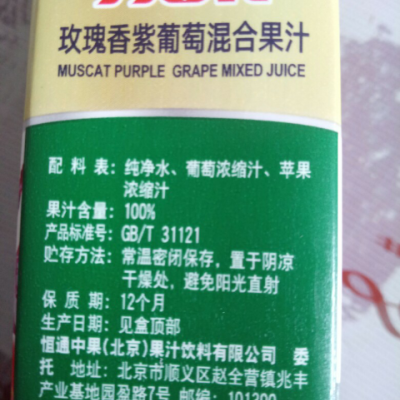 玫瑰香紫葡萄混合果汁
MUSCAT PURPLE GRAPE MIXED JUICE
配料表：纯净水、葡萄浓缩汁、苹果
浓缩汁
果汁含量：100%
产品标准号：GB/T 31121
贮存方法：常温密闭保存，置于阴凉
干燥处，避免阳光直射
保质期：12个月
生产日期：见盒顶部
恒通中果(北京)果汁饮料有限公司 委
托 地址：北京市顺义区赵全营镇兆丰
产业基地园盈路7号